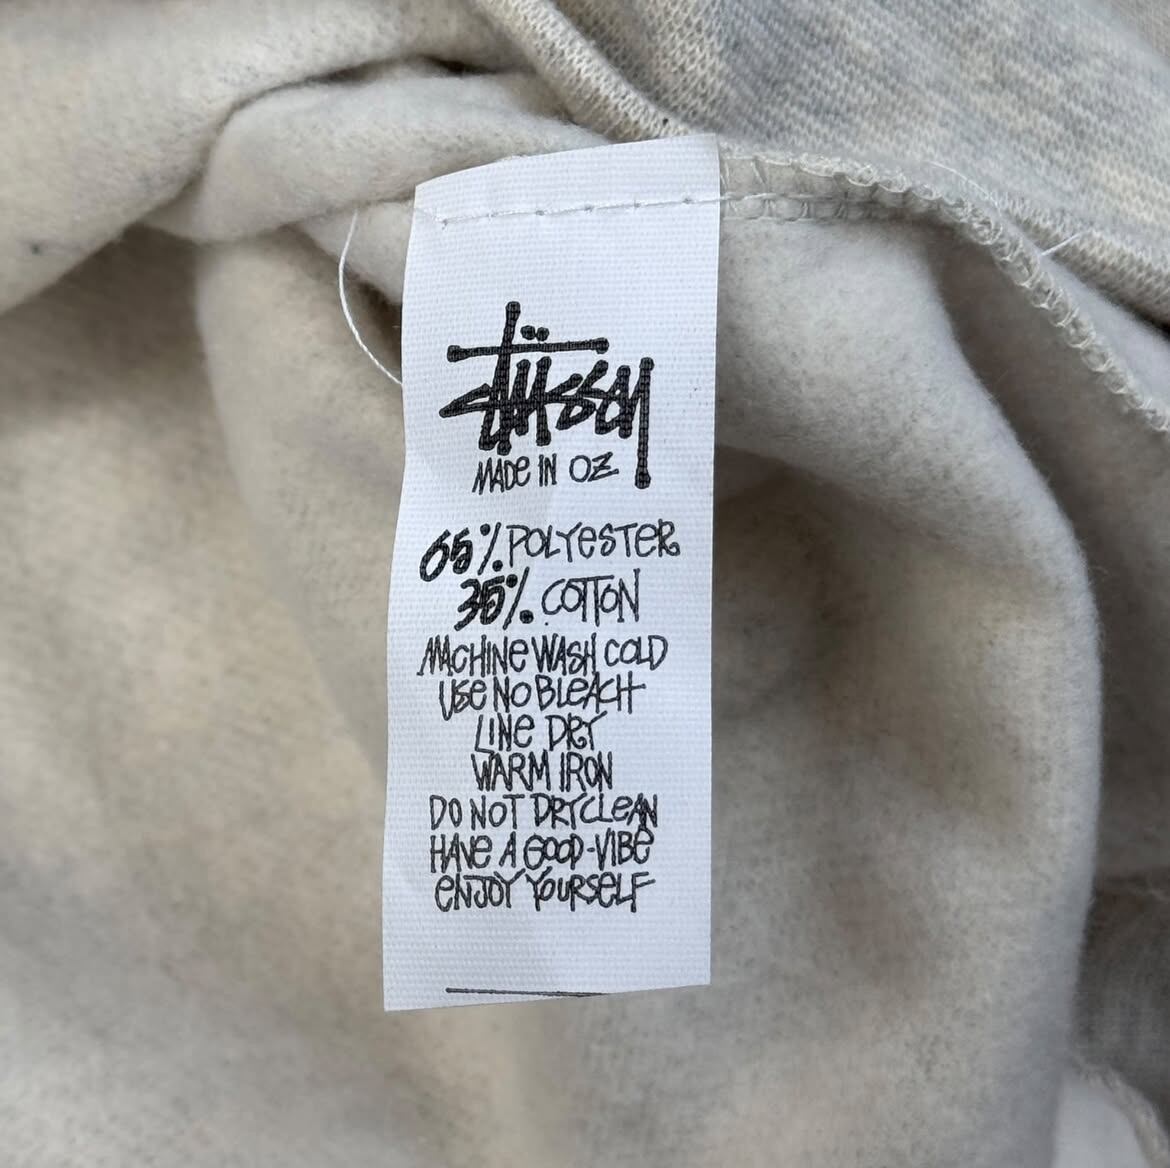 Stüssy
MADE IN OZ
65% POLYESTER
35% COTTON
MACHINE WASH COLD
USE NO BLEACH
LINE DRY
WARM IRON
DO NOT DRYCLEAN
HAVE A GOOD-VIBE
ENJOY YOURSELF